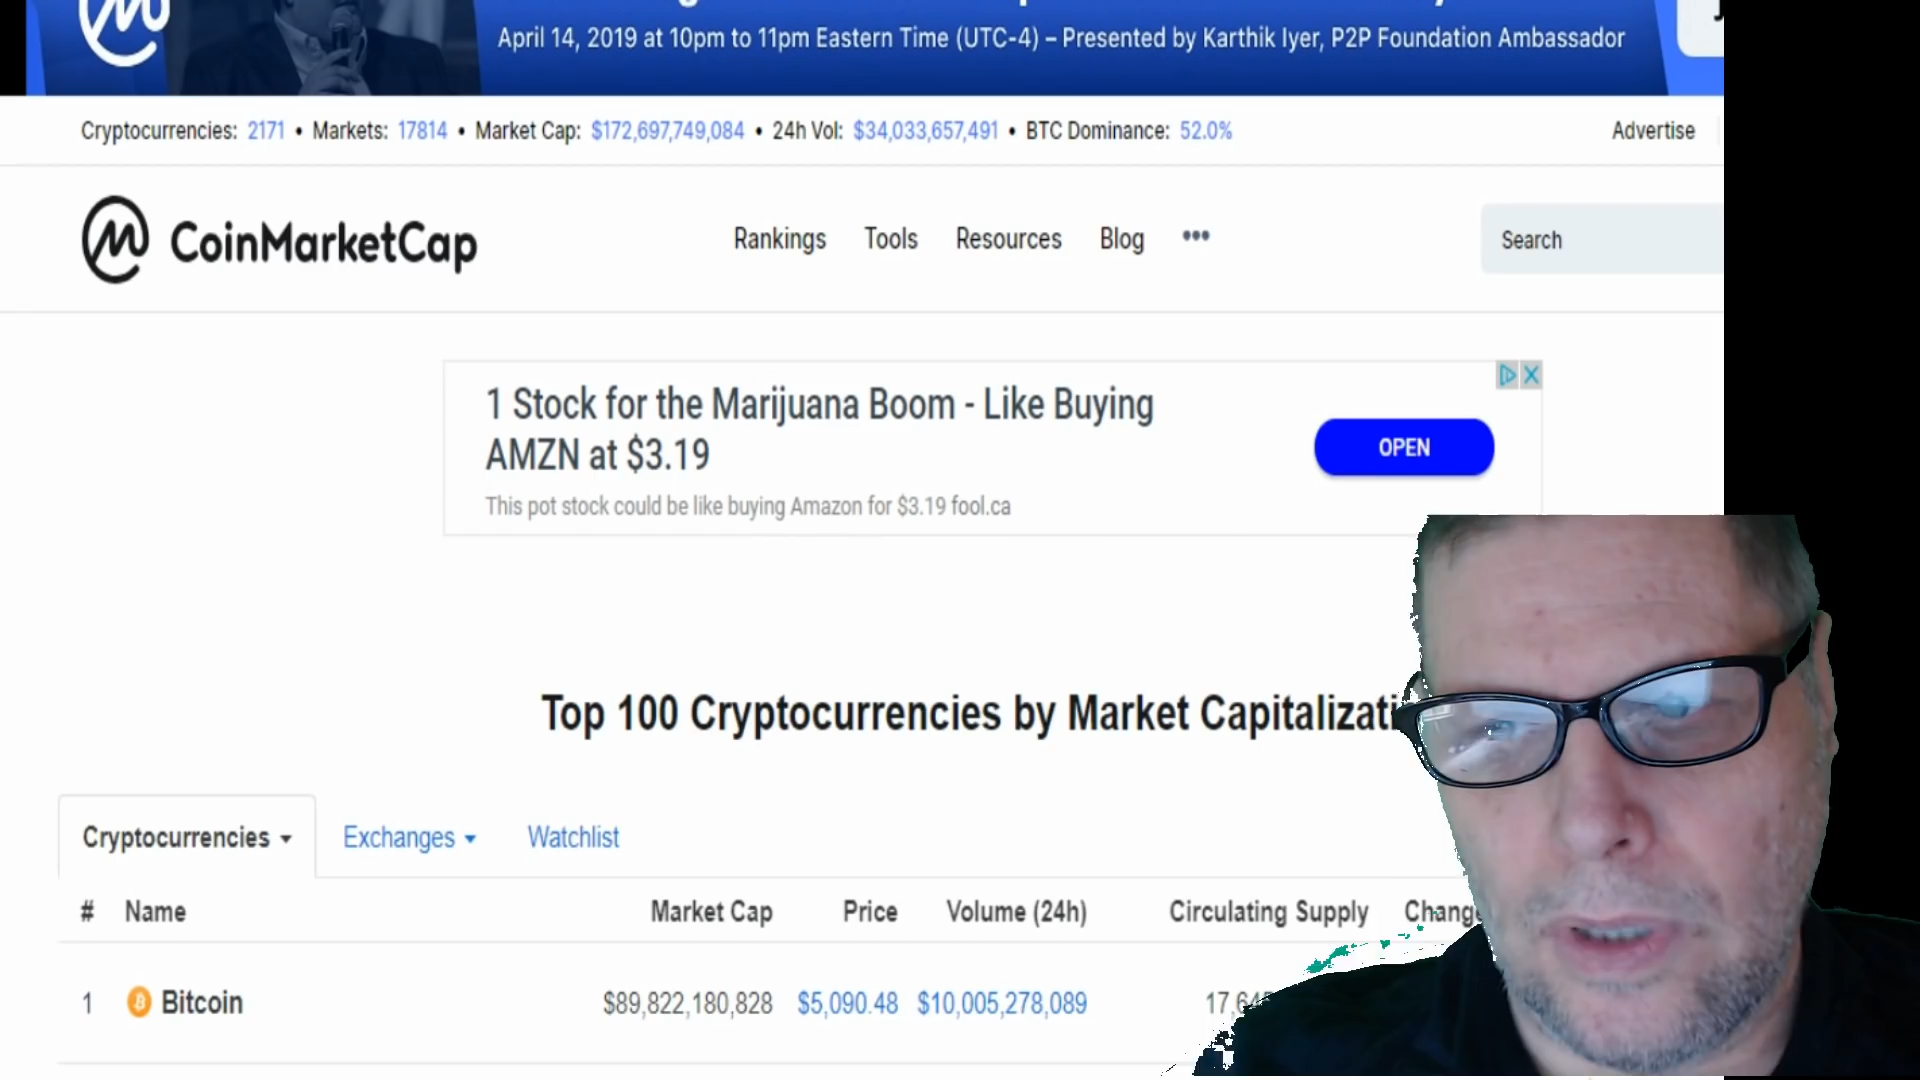 April 14, 2019 at 10pm to 11pm Eastern Time (UTC-4) – Presented by Karthik Iyer, P2P Foundation Ambassador
Cryptocurrencies: 2171 • Markets: 17814 • Market Cap: $172,697,749,084 • 24h Vol: $34,033,657,491 • BTC Dominance: 52.0%
Advertise
CoinMarketCap
Rankings Tools Resources Blog •••
Search
1 Stock for the Marijuana Boom - Like Buying
AMZN at $3.19
This pot stock could be like buying Amazon for $3.19 fool.ca
OPEN
Top 100 Cryptocurrencies by Market Capitalizati
Cryptocurrencies Exchanges Watchlist
# Name Market Cap Price Volume (24h) Circulating Supply Change
1 Bitcoin $89,822,180,828 $5,090.48 $10,005,278,089 17,64